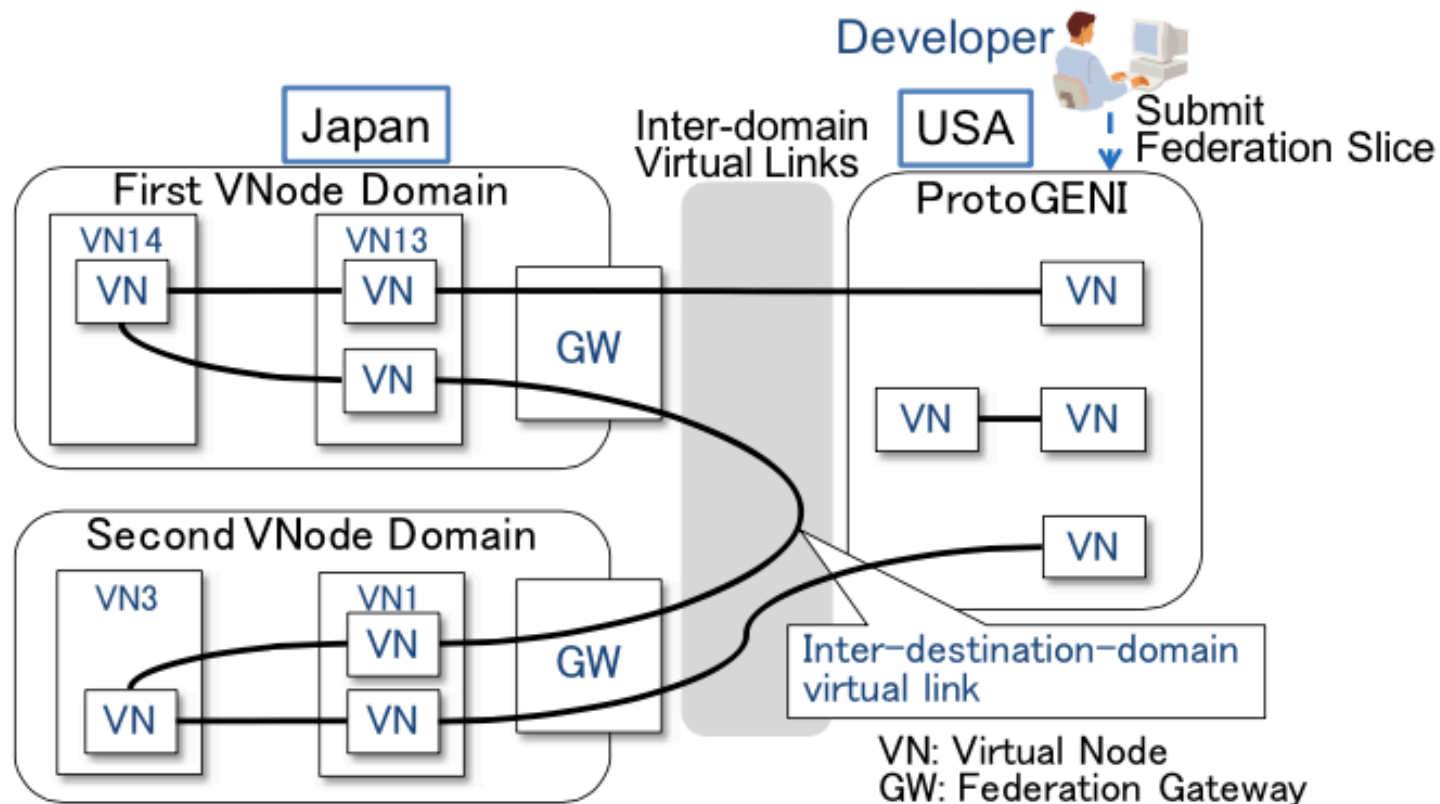 Developer
Japan
Inter-domain
Virtual Links
USA
Submit
Federation Slice
First VNode Domain
ProtoGENI
VN14
VN13
VN
VN
VN
GW
VN
VN
VN
Second VNode Domain
VN3
VN1
VN
VN
GW
VN
VN
Inter-destination-domain
virtual link
VN: Virtual Node
GW: Federation Gateway